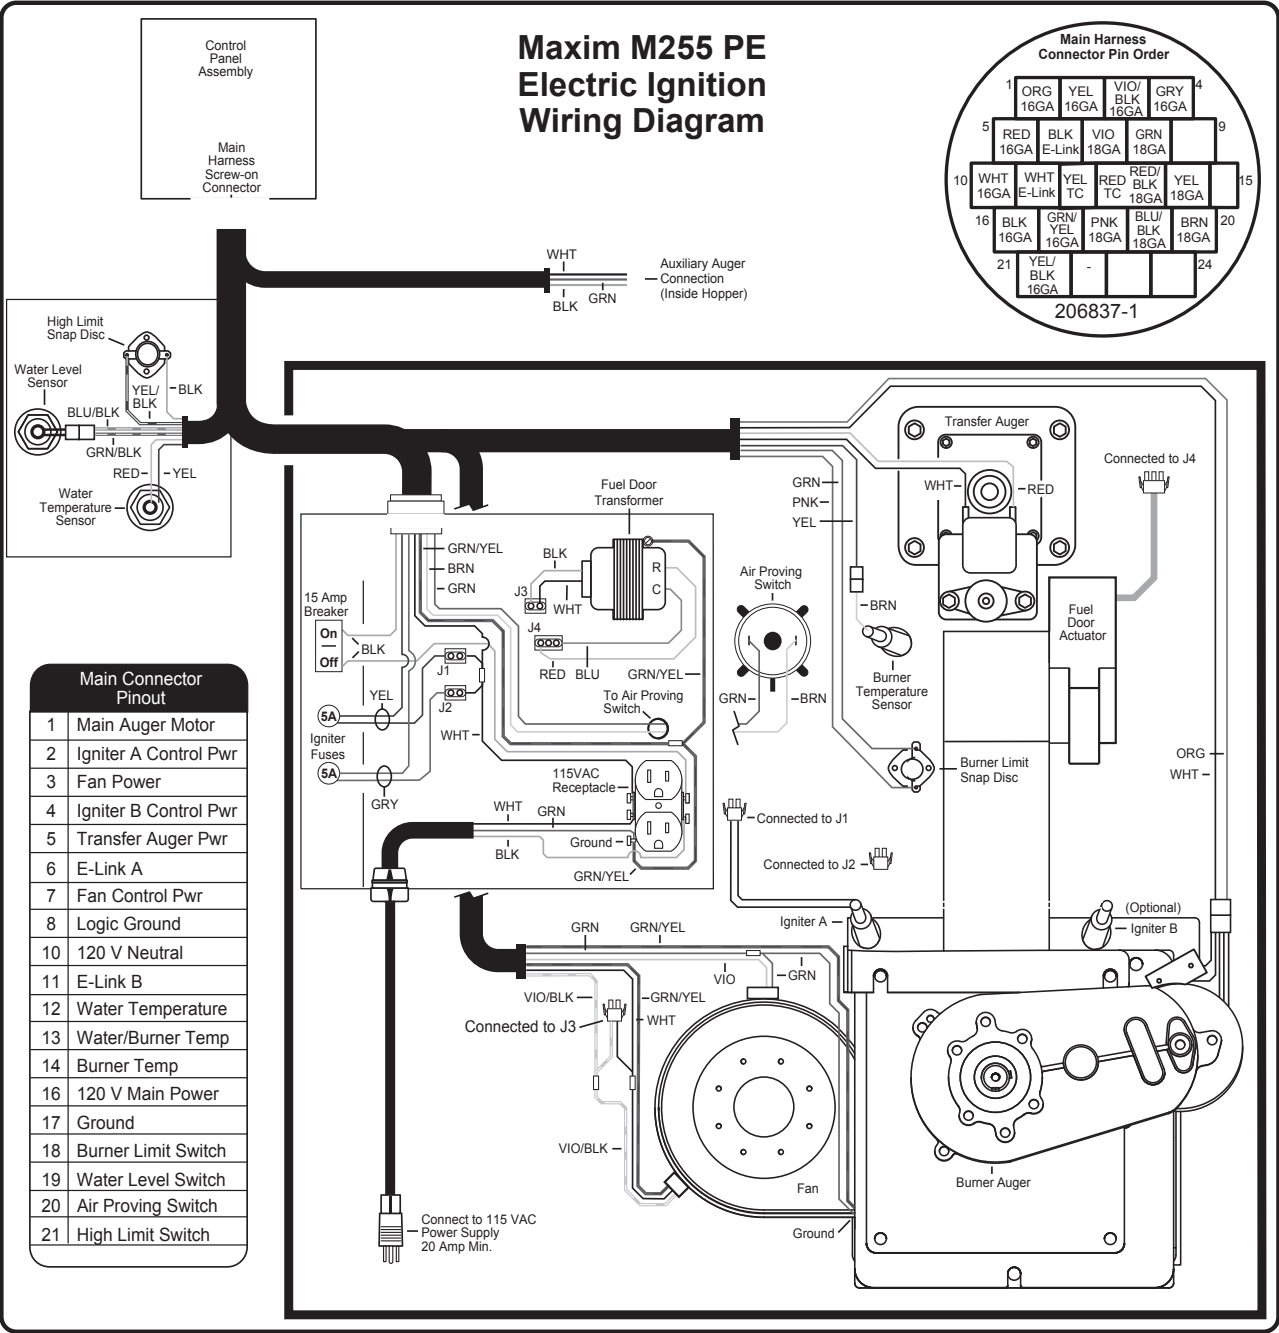 Maxim M255 PE
Electric Ignition
Wiring Diagram
Control
Panel
Assembly
Main
Harness
Screw-on
Connector
Main Harness
Connector Pin Order
1 ORG 16GA YEL 16GA VIO/BLK 16GA GRY 16GA 4
5 RED 16GA BLK E-Link VIO 18GA GRN 18GA 9
10 WHT 16GA WHT E-Link YEL TC RED TC RED/BLK 18GA YEL 18GA 15
16 BLK 16GA GRN/YEL 16GA PNK 18GA BLU/BLK 18GA BRN 18GA 20
21 YEL/BLK 16GA - 24
206837-1
WHT
BLK
GRN
Auxiliary Auger
Connection
(Inside Hopper)
High Limit
Snap Disc
Water Level
Sensor
YEL/
BLK
BLK
BLU/BLK
GRN/BLK
RED
YEL
Water
Temperature
Sensor
Transfer Auger
WHT
RED
Connected to J4
GRN
PNK
YEL
Fuel Door
Transformer
GRN/YEL
BRN
GRN
BLK
J3
WHT
R
C
J4
RED
BLU
GRN/YEL
Air Proving
Switch
GRN
BRN
BRN
Burner
Temperature
Sensor
Fuel
Door
Actuator
15 Amp
Breaker
On
Off
BLK
J1
J2
YEL
5A
Igniter
Fuses
5A
GRY
WHT
To Air Proving
Switch
115VAC
Receptacle
WHT
GRN
BLK
Ground
GRN/YEL
Burner Limit
Snap Disc
ORG
WHT
Connected to J1
Connected to J2
Igniter A
(Optional)
Igniter B
Main Connector
Pinout
1 Main Auger Motor
2 Igniter A Control Pwr
3 Fan Power
4 Igniter B Control Pwr
5 Transfer Auger Pwr
6 E-Link A
7 Fan Control Pwr
8 Logic Ground
10 120 V Neutral
11 E-Link B
12 Water Temperature
13 Water/Burner Temp
14 Burner Temp
16 120 V Main Power
17 Ground
18 Burner Limit Switch
19 Water Level Switch
20 Air Proving Switch
21 High Limit Switch
GRN
GRN/YEL
VIO
GRN
VIO/BLK
GRN/YEL
WHT
Connected to J3
VIO/BLK
Fan
Ground
Burner Auger
Connect to 115 VAC
Power Supply
20 Amp Min.